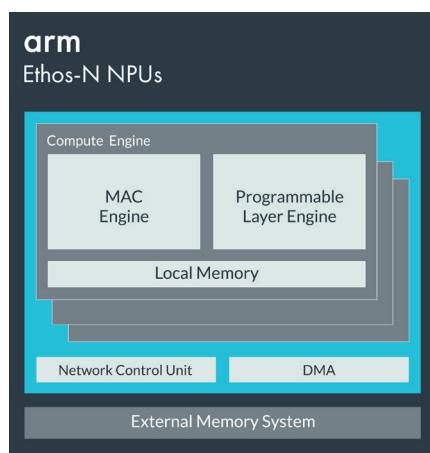 arm
Ethos-N NPUs
Compute Engine
MAC
Engine
Programmable
Layer Engine
Local Memory
Network Control Unit
DMA
External Memory System